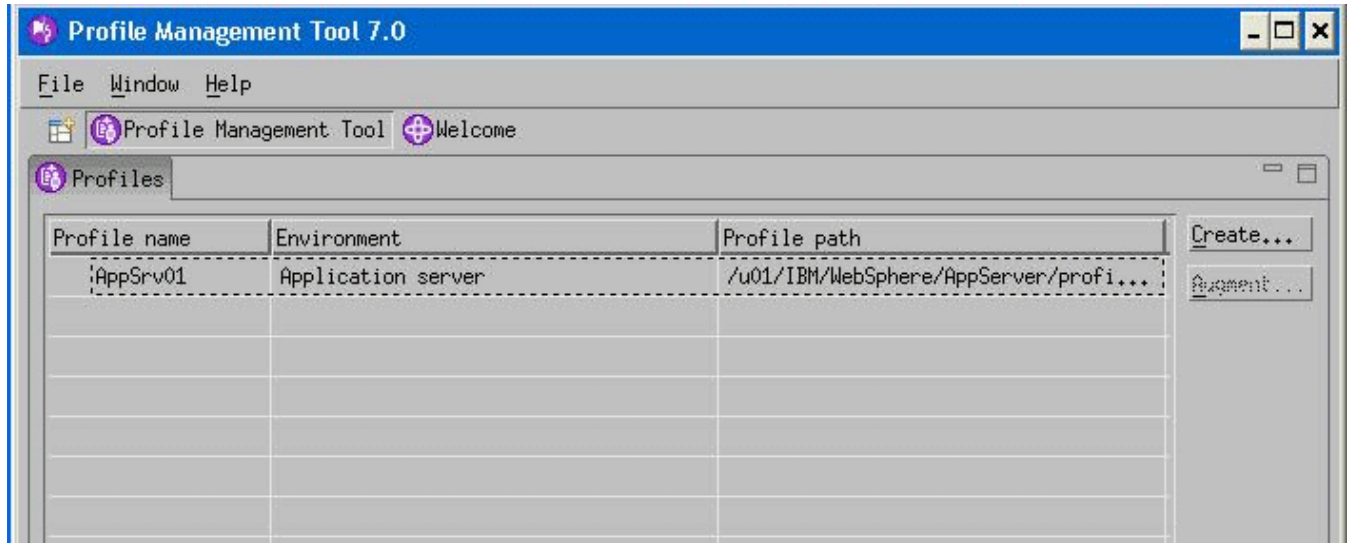 Profile Management Tool 7.0
File Window Help
Profile Management Tool Welcome
Profiles
Profile name Environment Profile path Create...
AppSrv01 Application server /u01/IBM/WebSphere/AppServer/profi... Augment...